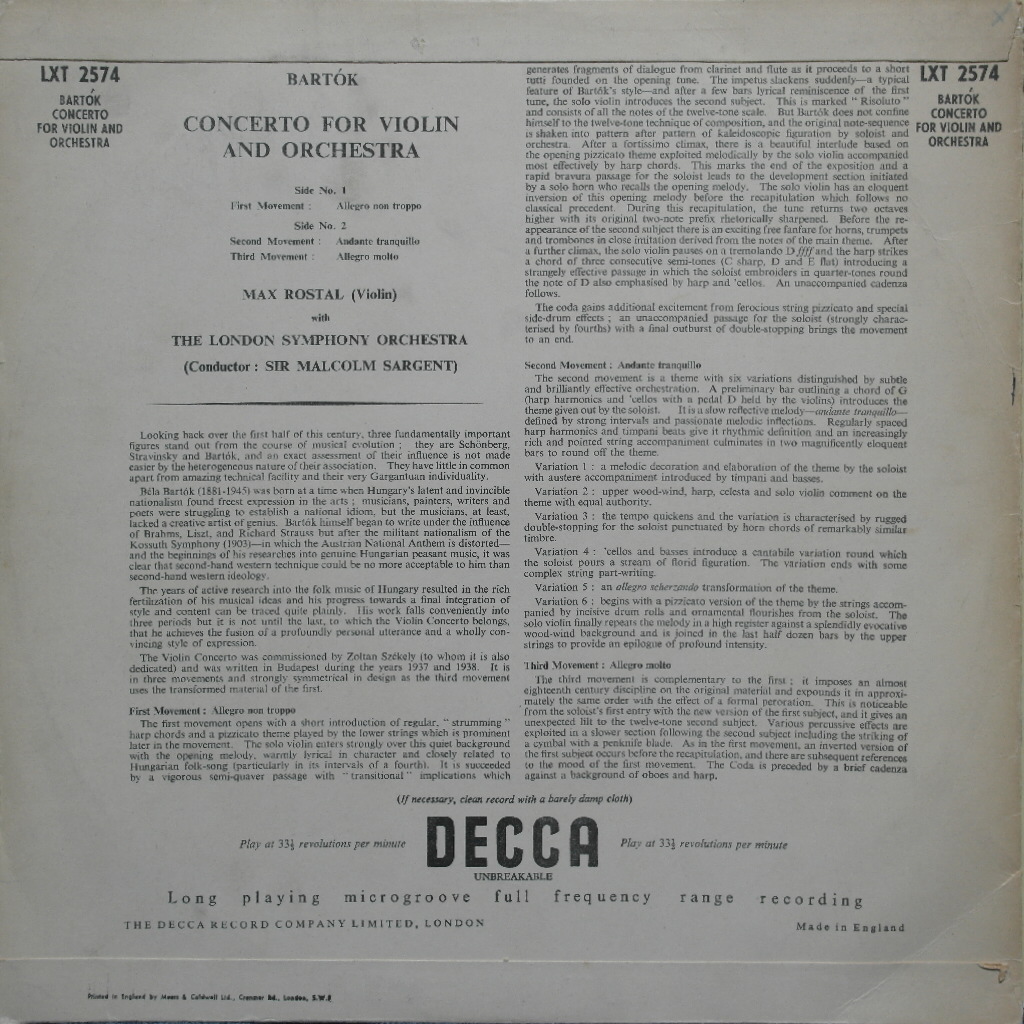 LXT 2574
BARTÓK
CONCERTO
FOR VIOLIN AND
ORCHESTRA
BARTÓK
CONCERTO FOR VIOLIN
AND ORCHESTRA
Side No. 1
First Movement : Allegro non troppo
Side No. 2
Second Movement : Andante tranquillo
Third Movement : Allegro molto
MAX ROSTAL (Violin)
with
THE LONDON SYMPHONY ORCHESTRA
(Conductor : SIR MALCOLM SARGENT)
Looking back over the first half of this century, three fundamentally important
figures stand out from the course of musical evolution ; they are Schönberg,
Stravinsky and Bartók, and an exact assessment of their influence is not made
easier by the heterogeneous nature of their association. They have little in common
apart from amazing technical facility and their very Gargantuan individuality.
Béla Bartók (1881-1945) was born at a time when Hungary's latent and invincible
nationalism found freest expression in the arts ; musicians, painters, writers and
poets were struggling to establish a national idiom, but the musicians, at least,
lacked a creative artist of genius. Bartók himself began to write under the influence
of Brahms, Liszt, and Richard Strauss but after the militant nationalism of the
Kossuth Symphony (1903)—in which the Austrian National Anthem is distorted—
and the beginnings of his researches into genuine Hungarian peasant music, it was
clear that second-hand western technique could be no more acceptable to him than
second-hand western ideology.
The years of active research into the folk music of Hungary resulted in the rich
fertilization of his musical ideas and his progress towards a final integration of
style and content can be traced quite plainly. His work falls conveniently into
three periods but it is not until the last, to which the Violin Concerto belongs,
that he achieves the fusion of a profoundly personal utterance and a wholly con-
vincing style of expression.
The Violin Concerto was commissioned by Zoltan Székely (to whom it is also
dedicated) and was written in Budapest during the years 1937 and 1938. It is
in three movements and strongly symmetrical in design as the third movement
uses the transformed material of the first.
First Movement : Allegro non troppo
The first movement opens with a short introduction of regular, " strumming "
harp chords and a pizzicato theme played by the lower strings which is prominent
later in the movement. The solo violin enters strongly over this quiet background
with the opening melody, warmly lyrical in character and closely related to
Hungarian folk-song (particularly in its intervals of a fourth). It is succeeded
by a vigorous semi-quaver passage with " transitional " implications which
generates fragments of dialogue from clarinet and flute as it proceeds to a short
tutti founded on the opening tune. The impetus slackens suddenly—a typical
feature of Bartók's style—and after a few bars lyrical reminiscence of the first
tune, the solo violin introduces the second subject. This is marked " Risoluto "
and consists of all the notes of the twelve-tone scale. But Bartók does not confine
himself to the twelve-tone technique of composition, and the original note-sequence
is shaken into pattern after pattern of kaleidoscopic figuration by soloist and
orchestra. After a fortissimo climax, there is a beautiful interlude based on
the opening pizzicato theme exploited melodically by the solo violin accompanied
most effectively by harp chords. This marks the end of the exposition and a
rapid bravura passage for the soloist leads to the development section initiated
by a solo horn who recalls the opening melody. The solo violin has an eloquent
inversion of this opening melody before the recapitulation which follows no
classical precedent. During this recapitulation, the tune returns two octaves
higher with its original two-note prefix rhetorically sharpened. Before the re-
appearance of the second subject there is an exciting free fanfare for horns, trumpets
and trombones in close imitation derived from the notes of the main theme. After
a further climax, the solo violin pauses on a tremolando D ffff and the harp strikes
a chord of three consecutive semi-tones (C sharp, D and E flat) introducing a
strangely effective passage in which the soloist embroiders in quarter-tones round
the note of D also emphasised by harp and 'cellos. An unaccompanied cadenza
follows.
The coda gains additional excitement from ferocious string pizzicato and special
side-drum effects ; an unaccompanied passage for the soloist (strongly charac-
terised by fourths) with a final outburst of double-stopping brings the movement
to an end.
Second Movement : Andante tranquillo
The second movement is a theme with six variations distinguished by subtle
and brilliantly effective orchestration. A preliminary bar outlining a chord of G
(harp harmonics and 'cellos with a pedal D held by the violins) introduces the
theme given out by the soloist. It is a slow reflective melody—andante tranquillo—
defined by strong intervals and passionate melodic inflections. Regularly spaced
harp harmonics and timpani beats give it rhythmic definition and an increasingly
rich and pointed string accompaniment culminates in two magnificently eloquent
bars to round off the theme.
Variation 1 : a melodic decoration and elaboration of the theme by the soloist
with austere accompaniment introduced by timpani and basses.
Variation 2 : upper wood-wind, harp, celesta and solo violin comment on the
theme with equal authority.
Variation 3 : the tempo quickens and the variation is characterised by rugged
double-stopping for the soloist punctuated by horn chords of remarkably similar
timbre.
Variation 4 : 'cellos and basses introduce a cantabile variation round which
the soloist pours a stream of florid figuration. The variation ends with some
complex string part-writing.
Variation 5 : an allegro scherzando transformation of the theme.
Variation 6 : begins with a pizzicato version of the theme by the strings accom-
panied by incisive drum rolls and ornamental flourishes from the soloist. The
solo violin finally repeats the melody in a high register against a splendidly evocative
wood-wind background and is joined in the last half dozen bars by the upper
strings to provide an epilogue of profound intensity.
Third Movement : Allegro molto
The third movement is complementary to the first ; it imposes an almost
eighteenth century discipline on the original material and expounds it in approxi-
mately the same order with the effect of a formal peroration. This is noticeable
from the soloist's first entry with the new version of the first subject, and it gives an
unexpected lilt to the twelve-tone second subject. Various percussive effects are
exploited in a slower section following the second subject including the striking of
a cymbal with a penknife blade. As in the first movement, an inverted version of
the first subject occurs before the recapitulation, and there are subsequent references
to the mood of the first movement. The Coda is preceded by a brief cadenza
against a background of oboes and harp.
LXT 2574
BARTÓK
CONCERTO
FOR VIOLIN AND
ORCHESTRA
(If necessary, clean record with a barely damp cloth)
Play at 33⅓ revolutions per minute DECCA Play at 33⅓ revolutions per minute
UNBREAKABLE
Long playing microgroove full frequency range recording
THE DECCA RECORD COMPANY LIMITED, LONDON
Made in England
Printed in England by Mears & Caldwell Ltd., Cranmer Rd., London, S.W.9